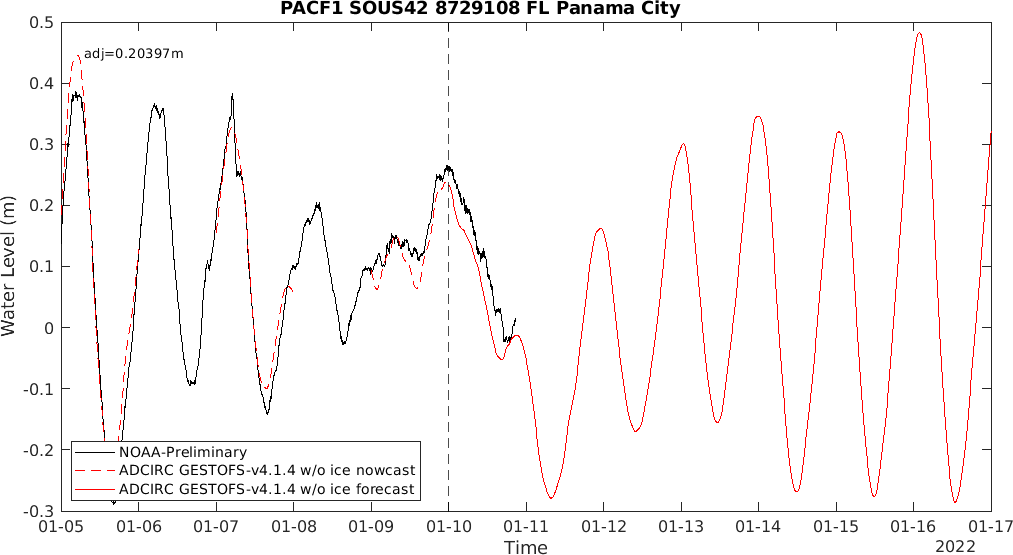 PACF1 SOUS42 8729108 FL Panama City
adj=0.20397m
0.5
0.4
0.3
0.2
0.1
0
-0.1
-0.2
-0.3
Water Level (m)
NOAA-Preliminary
ADCIRC GESTOFS-v4.1.4 w/o ice nowcast
ADCIRC GESTOFS-v4.1.4 w/o ice forecast
01-05 01-06 01-07 01-08 01-09 01-10 01-11 01-12 01-13 01-14 01-15 01-16 01-17
Time
2022